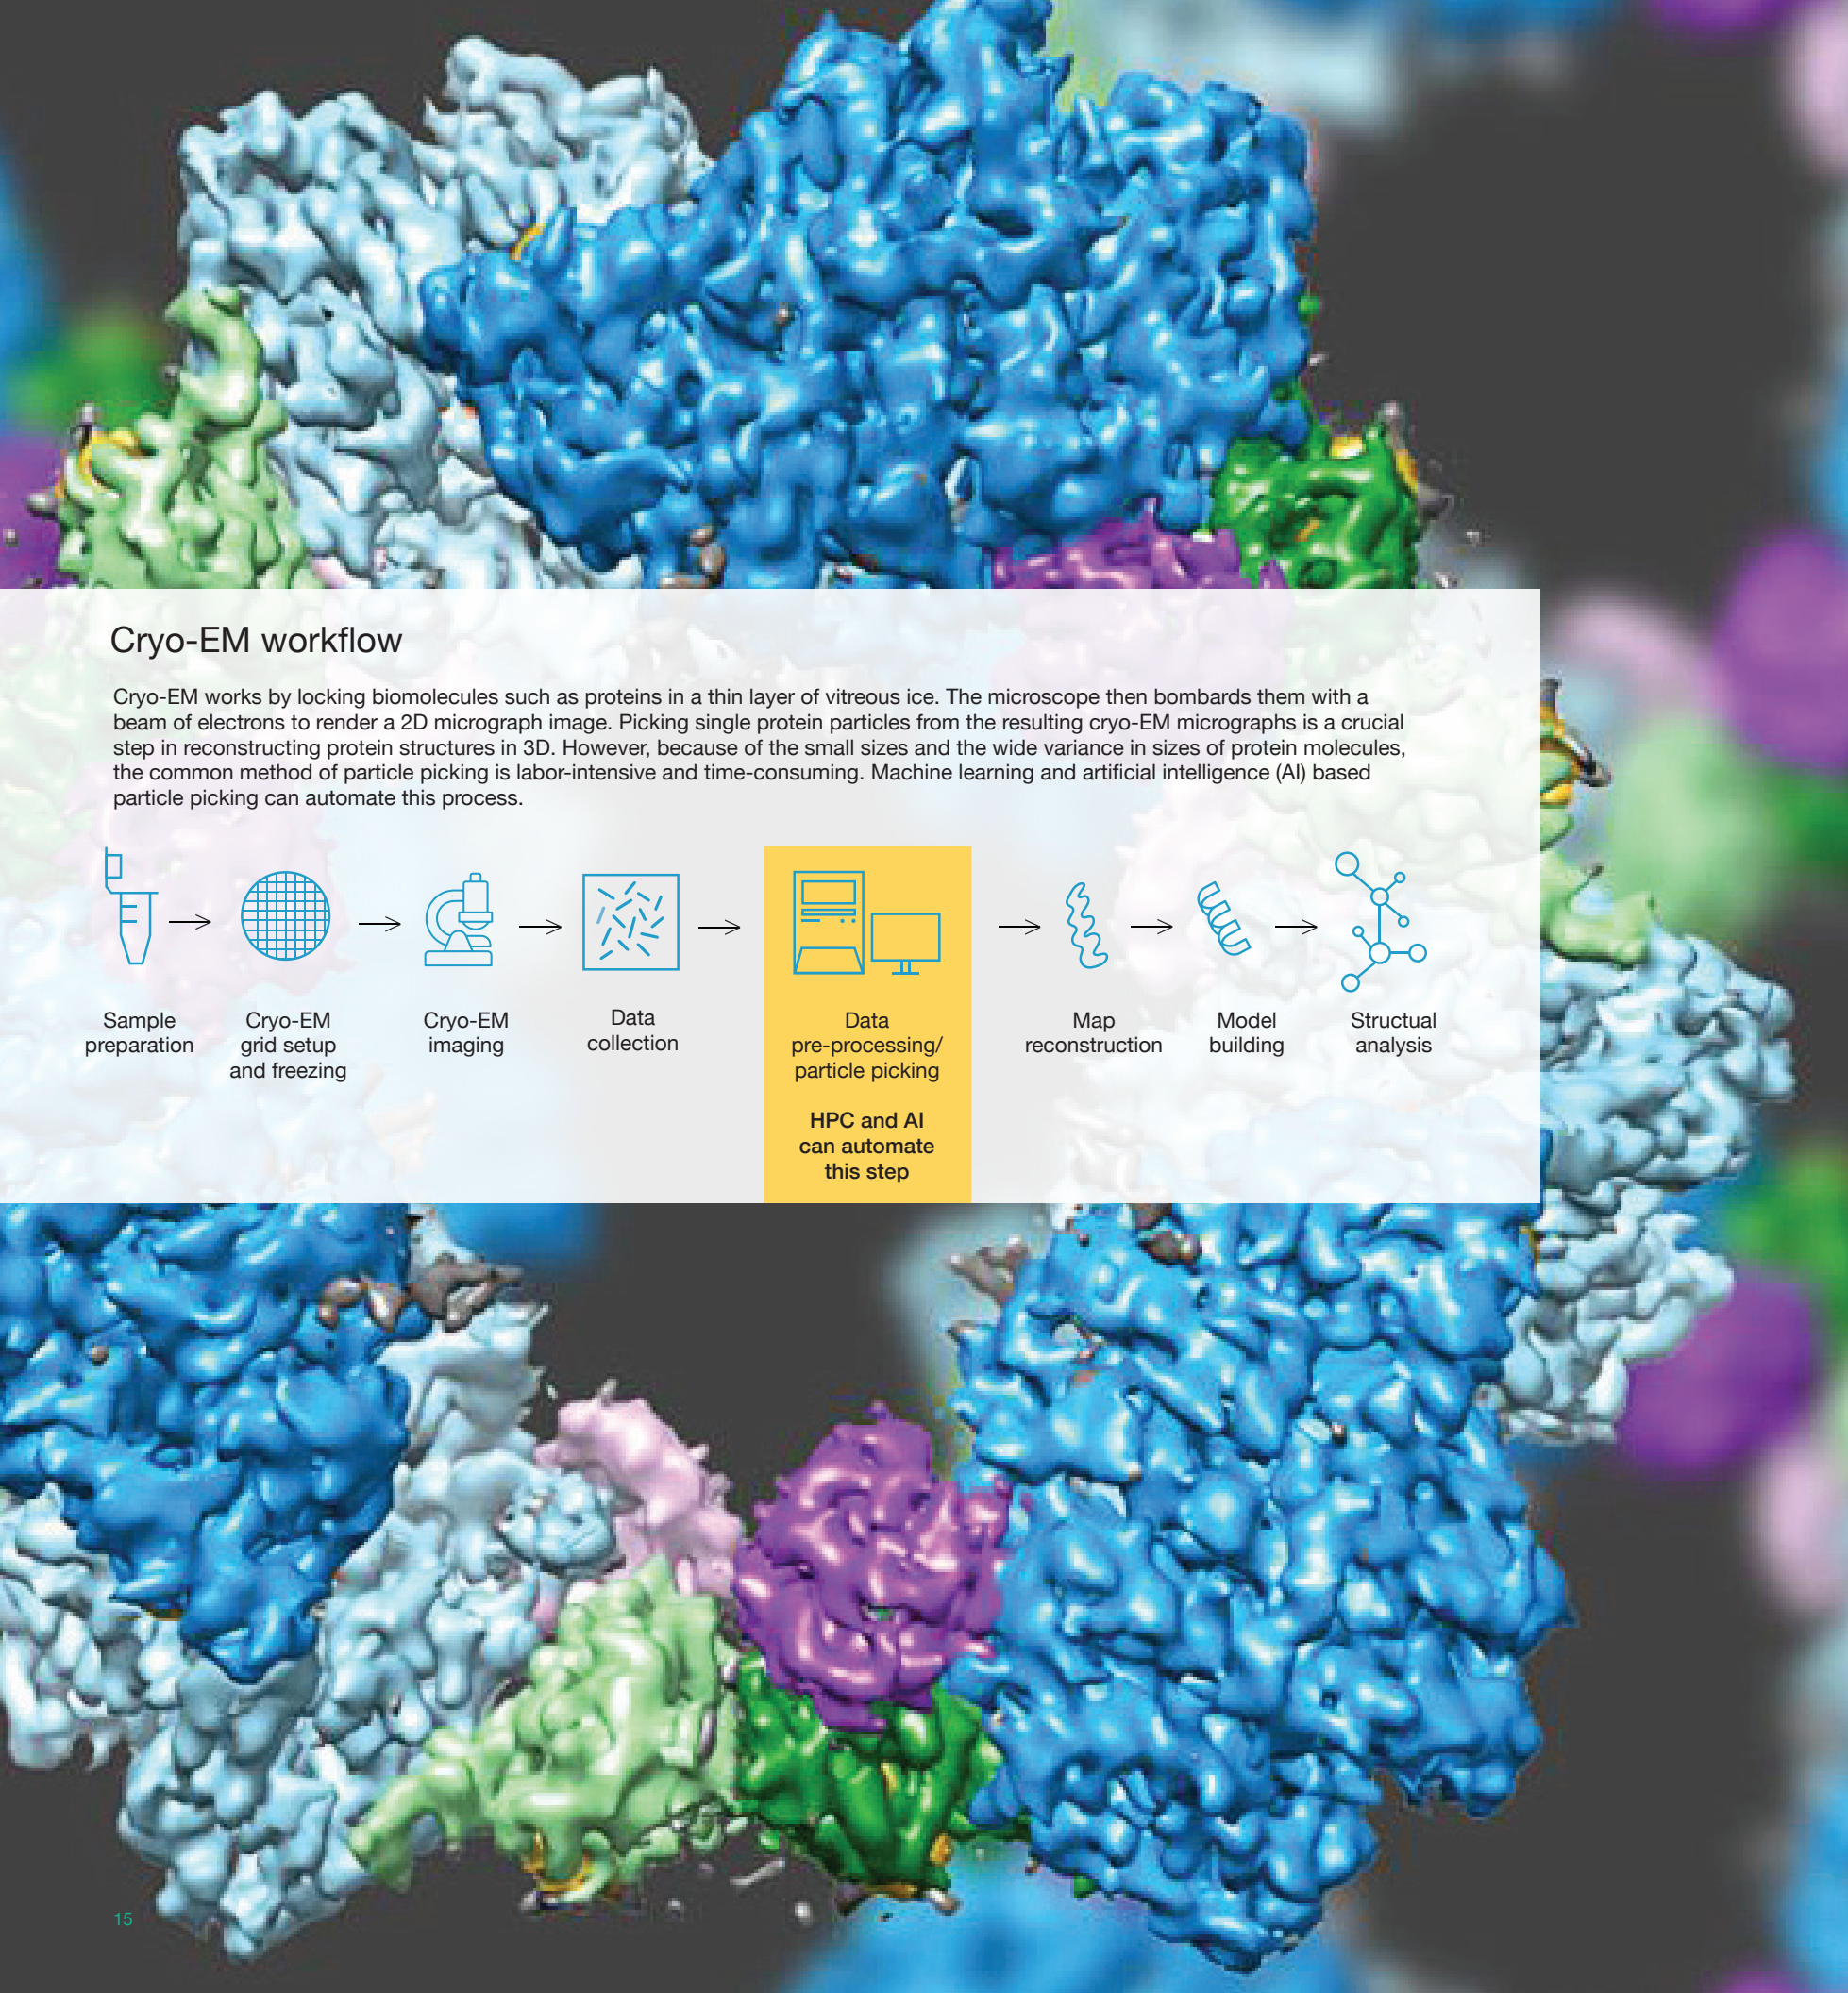 Cryo-EM workflow
Cryo-EM works by locking biomolecules such as proteins in a thin layer of vitreous ice. The microscope then bombards them with a
beam of electrons to render a 2D micrograph image. Picking single protein particles from the resulting cryo-EM micrographs is a crucial
step in reconstructing protein structures in 3D. However, because of the small sizes and the wide variance in sizes of protein molecules,
the common method of particle picking is labor-intensive and time-consuming. Machine learning and artificial intelligence (AI) based
particle picking can automate this process.
Sample
preparation
Cryo-EM
grid setup
and freezing
Cryo-EM
imaging
Data
collection
Data
pre-processing/
particle picking
HPC and AI
can automate
this step
Map
reconstruction
Model
building
Structual
analysis
15